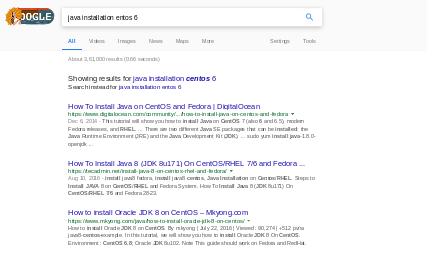 OOGLE
java installation entos 6
All Videos Images News Maps More Settings Tools
About 3,61,000 results (0.66 seconds)
Showing results for java installation centos 6
Search instead for java installation entos 6
How To Install Java on CentOS and Fedora | DigitalOcean
https://www.digitalocean.com/community/.../how-to-install-java-on-centos-and-fedora
Dec 6, 2014 - This tutorial will show you how to install Java on CentOS 7 (also 6 and 6.5), modern
Fedora releases, and RHEL. ... There are two different Java SE packages that can be installed: the
Java Runtime Environment (JRE) and the Java Development Kit (JDK). ... sudo yum install java-1.8.0-
openjdk ...
How To Install Java 8 (JDK 8u171) On CentOS/RHEL 7/6 and Fedora ...
https://tecadmin.net/install-java-8-on-centos-rhel-and-fedora/
Aug 10, 2016 - Install java8 fedora, install java8 centos, Java Installation on Centos/RHEL. Steps to
Install JAVA 8 on CentOS/RHEL and Fedora System. How To Install Java 8 (JDK 8u171) On
CentOS/RHEL 7/6 and Fedora 28-23.
How to install Oracle JDK 8 on CentOS – Mkyong.com
https://www.mkyong.com/java/how-to-install-oracle-jdk-8-on-centos/
How to install Oracle JDK 8 on CentOS. By mkyong | July 22, 2016 | Viewed : 90,274 | +512 pv/w
java8-centos-example. In this tutorial, we will show you how to install Oracle JDK 8 On CentOS.
Environment : CentOS 6.8; Oracle JDK 8u102. Note This guide should work on Fedora and RedHat.